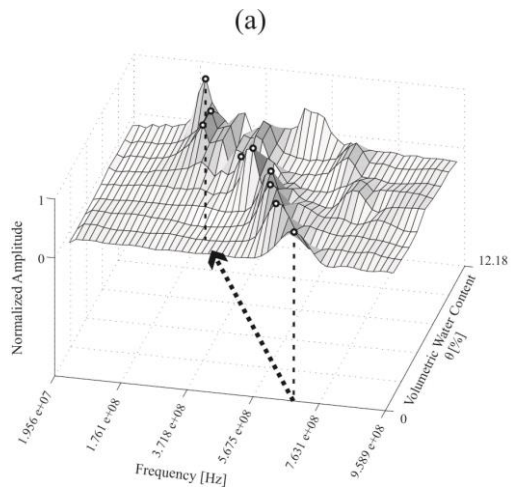 (a)
1
0
Normalized Amplitude
12.18
Volumetric Water Content
θ [%]
0
1.956 e+07
1.761 e+08
3.718 e+08
5.675 e+08
7.631 e+08
9.589 e+08
Frequency [Hz]